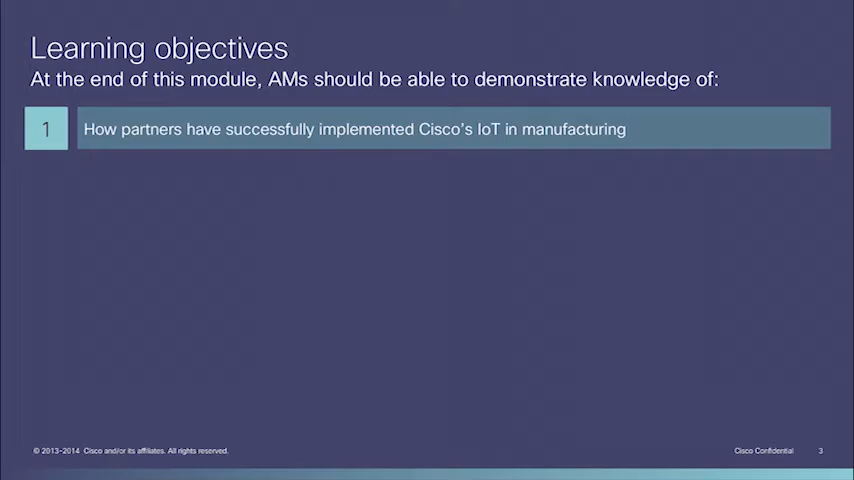 Learning objectives
At the end of this module, AMs should be able to demonstrate knowledge of:
1 How partners have successfully implemented Cisco's IoT in manufacturing
© 2013-2014 Cisco and/or its affiliates. All rights reserved. Cisco Confidential 3